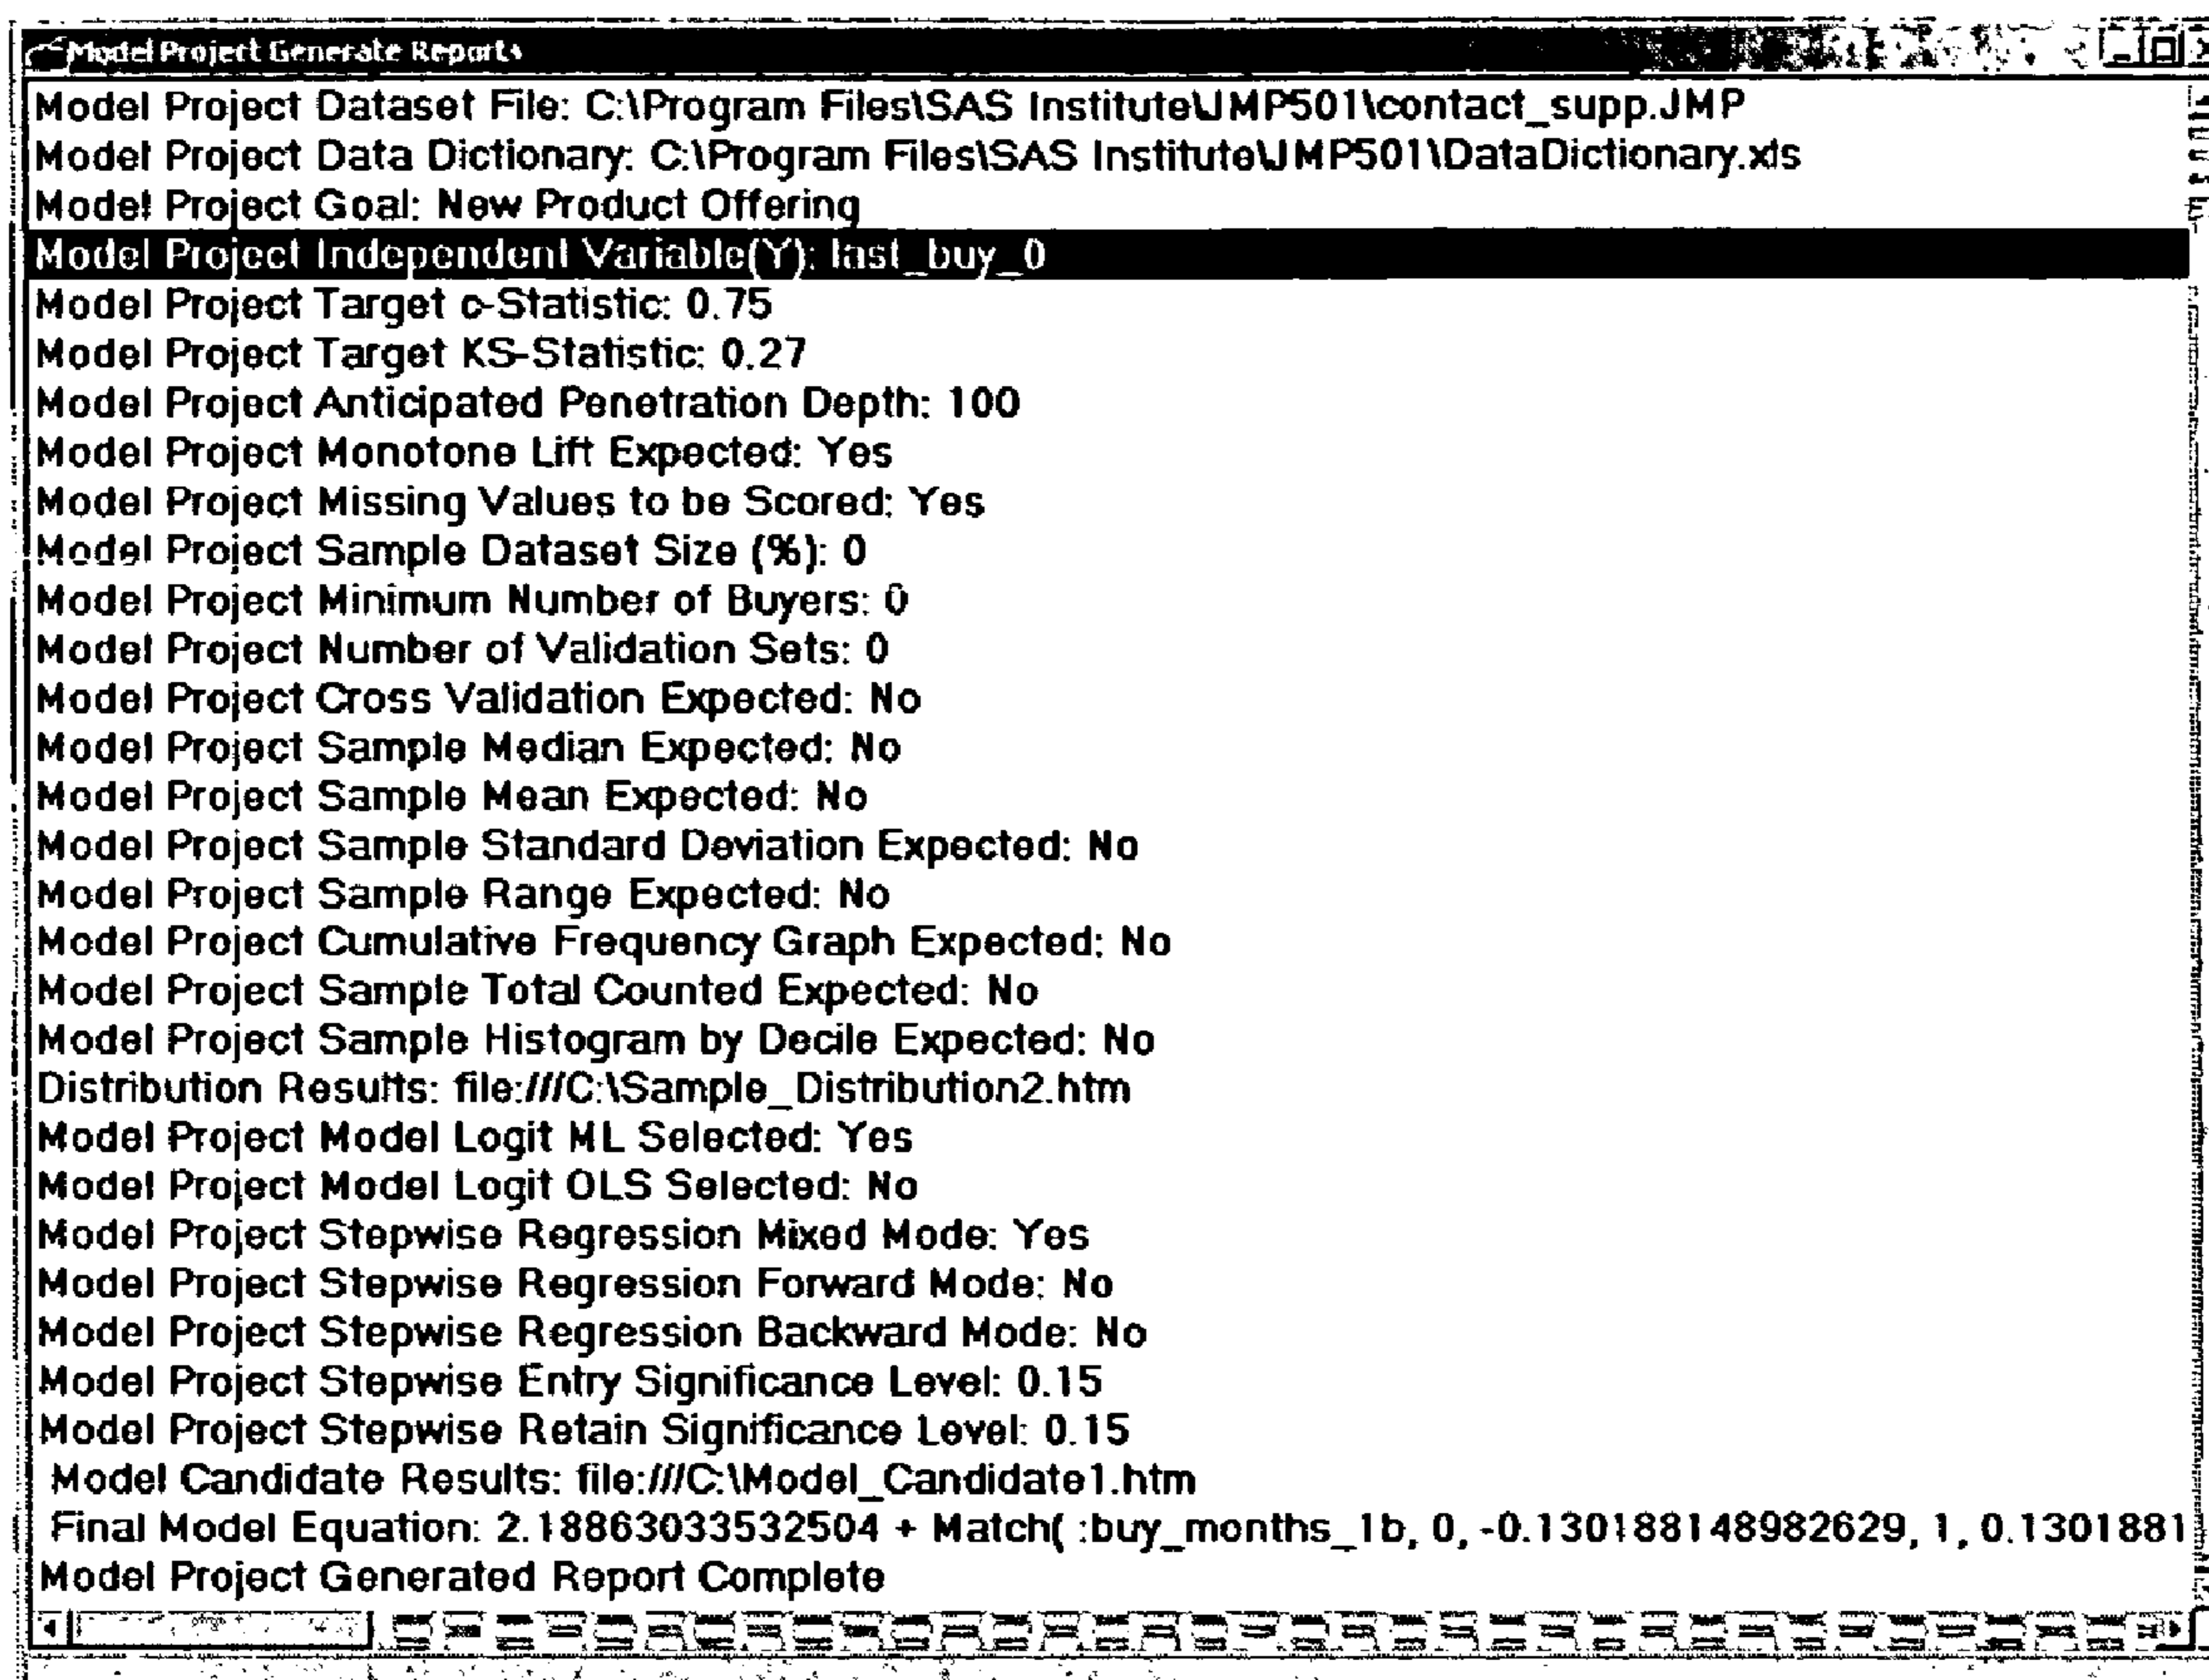 Model Project Generate Reports
Model Project Dataset File: C:\Program Files\SAS Institute\JMP501\contact_supp.JMP
Model Project Data Dictionary: C:\Program Files\SAS Institute\JMP501\DataDictionary.xls
Model Project Goal: New Product Offering
Model Project Independent Variable(Y): last_buy_0
Model Project Target c-Statistic: 0.75
Model Project Target KS-Statistic: 0.27
Model Project Anticipated Penetration Depth: 100
Model Project Monotone Lift Expected: Yes
Model Project Missing Values to be Scored: Yes
Model Project Sample Dataset Size (%): 0
Model Project Minimum Number of Buyers: 0
Model Project Number of Validation Sets: 0
Model Project Cross Validation Expected: No
Model Project Sample Median Expected: No
Model Project Sample Mean Expected: No
Model Project Sample Standard Deviation Expected: No
Model Project Sample Range Expected: No
Model Project Cumulative Frequency Graph Expected: No
Model Project Sample Total Counted Expected: No
Model Project Sample Histogram by Decile Expected: No
Distribution Results: file:///C:\Sample_Distribution2.htm
Model Project Model Logit ML Selected: Yes
Model Project Model Logit OLS Selected: No
Model Project Stepwise Regression Mixed Mode: Yes
Model Project Stepwise Regression Forward Mode: No
Model Project Stepwise Regression Backward Mode: No
Model Project Stepwise Entry Significance Level: 0.15
Model Project Stepwise Retain Significance Level: 0.15
Model Candidate Results: file:///C:\Model_Candidate1.htm
Final Model Equation: 2.18863033532504 + Match( :buy_months_1b, 0, -0.130188148982629, 1, 0.1301881
Model Project Generated Report Complete